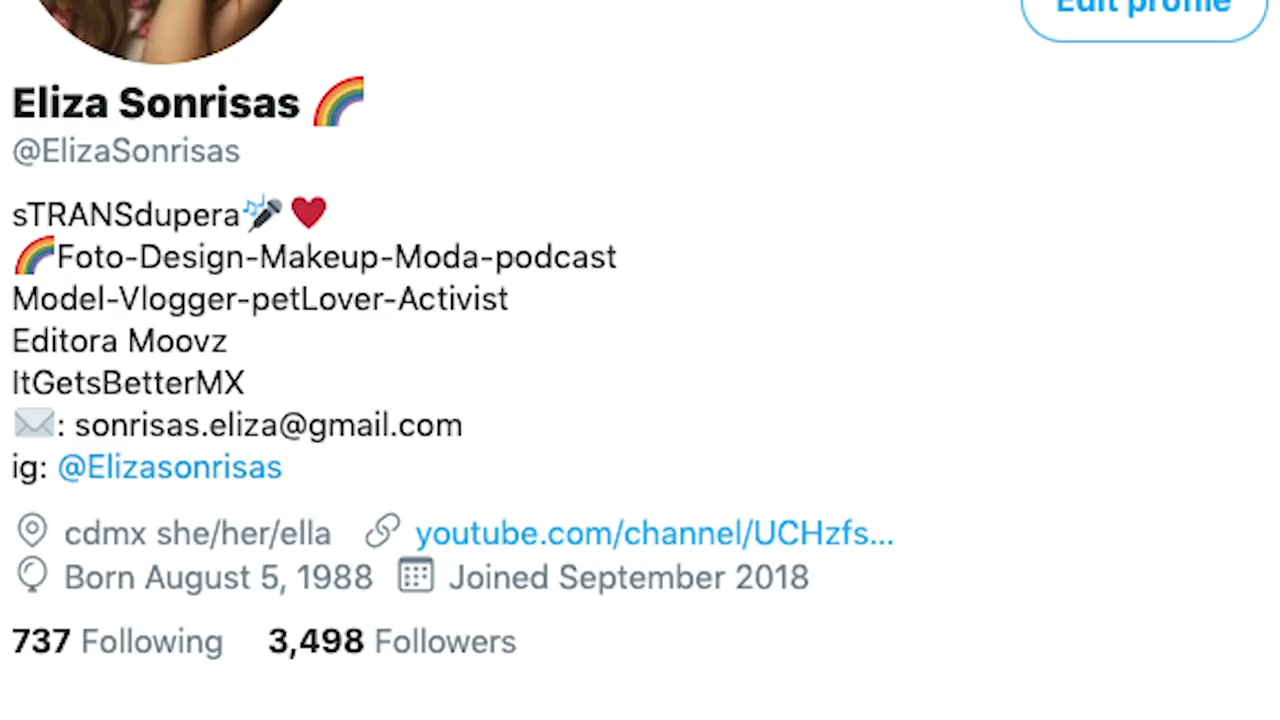 Edit profile
Eliza Sonrisas 🌈
@ElizaSonrisas
sTRANSdupera🎤❤️
🌈Foto-Design-Makeup-Moda-podcast
Model-Vlogger-petLover-Activist
Editora Moovz
ItGetsBetterMX
✉️: sonrisas.eliza@gmail.com
ig: @Elizasonrisas
cdmx she/her/ella youtube.com/channel/UCHzfs...
Born August 5, 1988 Joined September 2018
737 Following 3,498 Followers